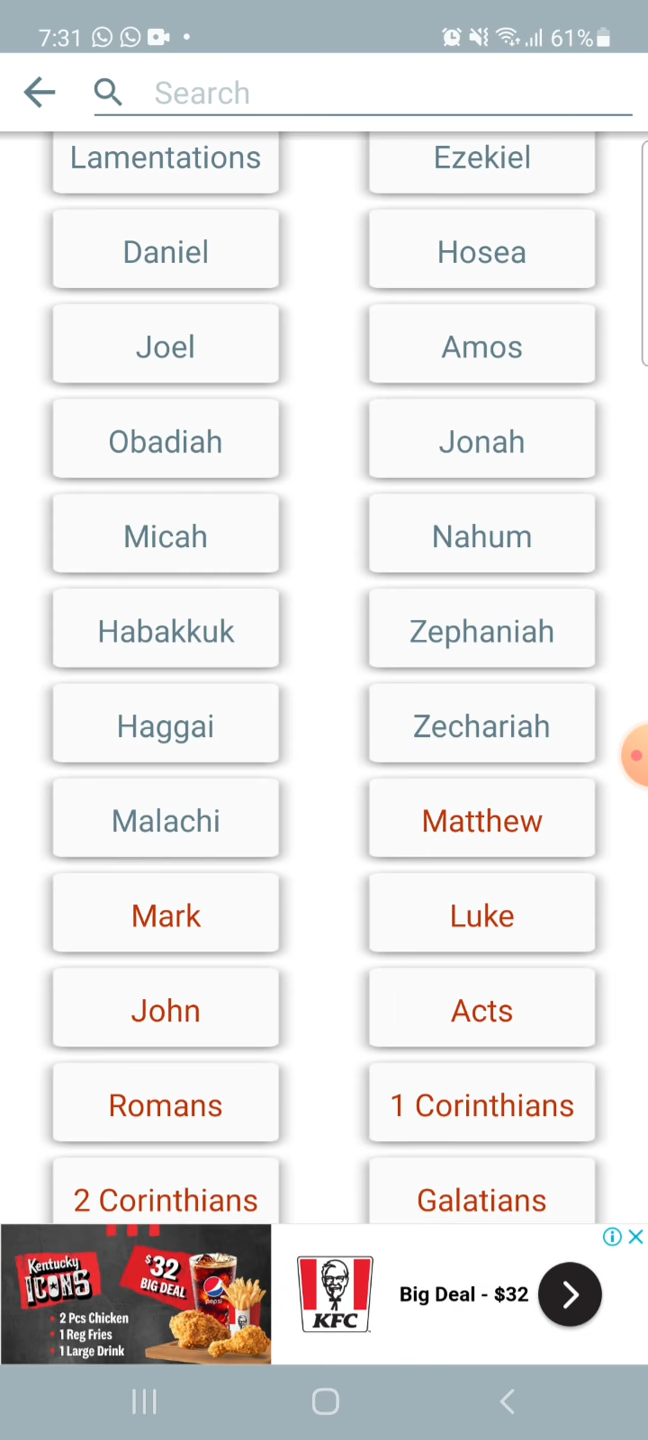 7:31 61%
Search
Lamentations Ezekiel
Daniel Hosea
Joel Amos
Obadiah Jonah
Micah Nahum
Habakkuk Zephaniah
Haggai Zechariah
Malachi Matthew
Mark Luke
John Acts
Romans 1 Corinthians
2 Corinthians Galatians
Kentucky
ICONS
$32
BIG DEAL
pepsi
• 2 Pcs Chicken
• 1 Reg Fries
• 1 Large Drink
KFC
Big Deal - $32